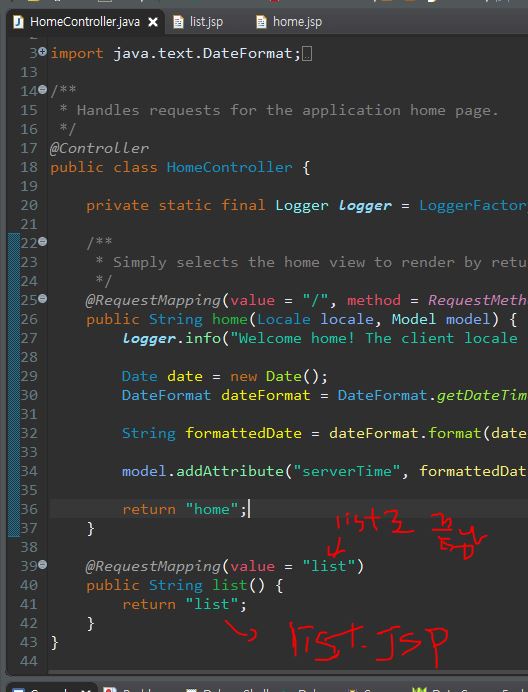 HomeController.java list.jsp home.jsp
3 import java.text.DateFormat;
13
14 /**
15 * Handles requests for the application home page.
16 */
17 @Controller
18 public class HomeController {
19
20 private static final Logger logger = LoggerFactor
21
22 /**
23 * Simply selects the home view to render by retu
24 */
25 @RequestMapping(value = "/", method = RequestMeth
26 public String home(Locale locale, Model model) {
27 logger.info("Welcome home! The client locale
28
29 Date date = new Date();
30 DateFormat dateFormat = DateFormat.getDateTim
31
32 String formattedDate = dateFormat.format(date
33
34 model.addAttribute("serverTime", formattedDat
35
36 return "home";
37 }
list로
38
39 @RequestMapping(value = "list")
40 public String list() {
41 return "list";
42 }
list.jsp
43 }
44